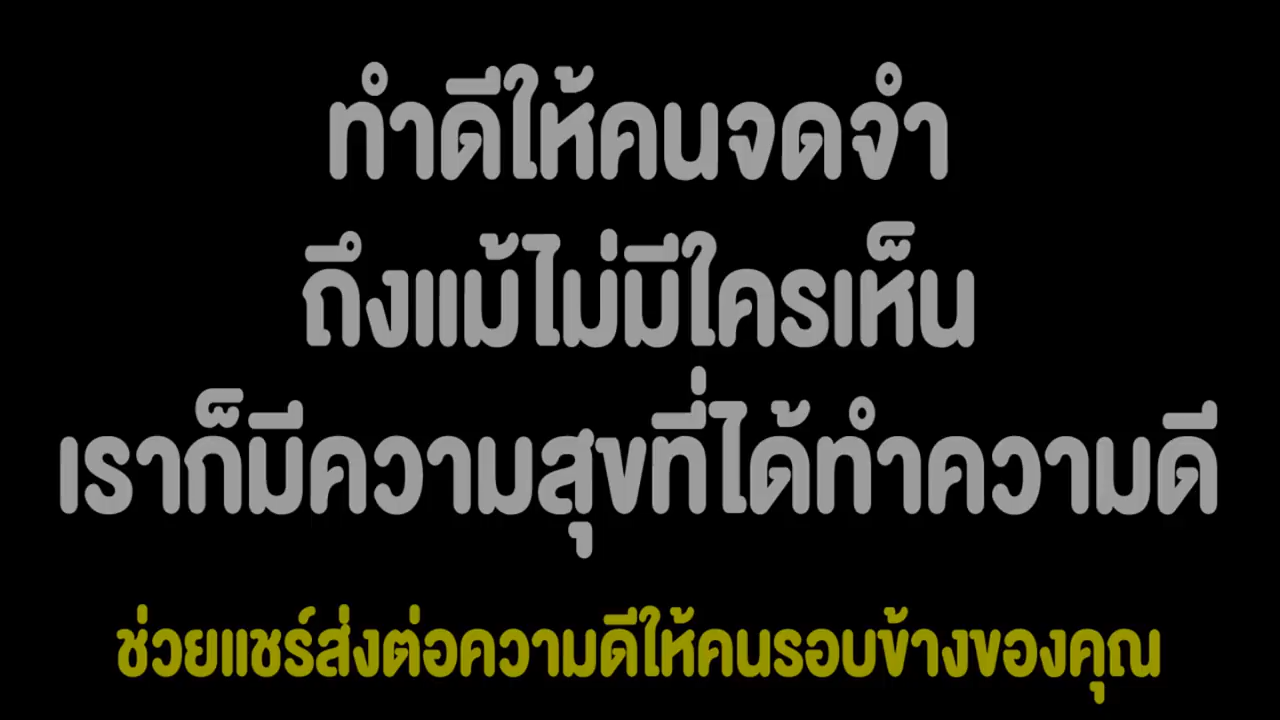 ทำดีให้คนจดจำ
ถึงแม้ไม่มีใครเห็น
เราก็มีความสุขที่ได้ทำความดี
ช่วยแชร์ส่งต่อความดีให้คนรอบข้างของคุณ